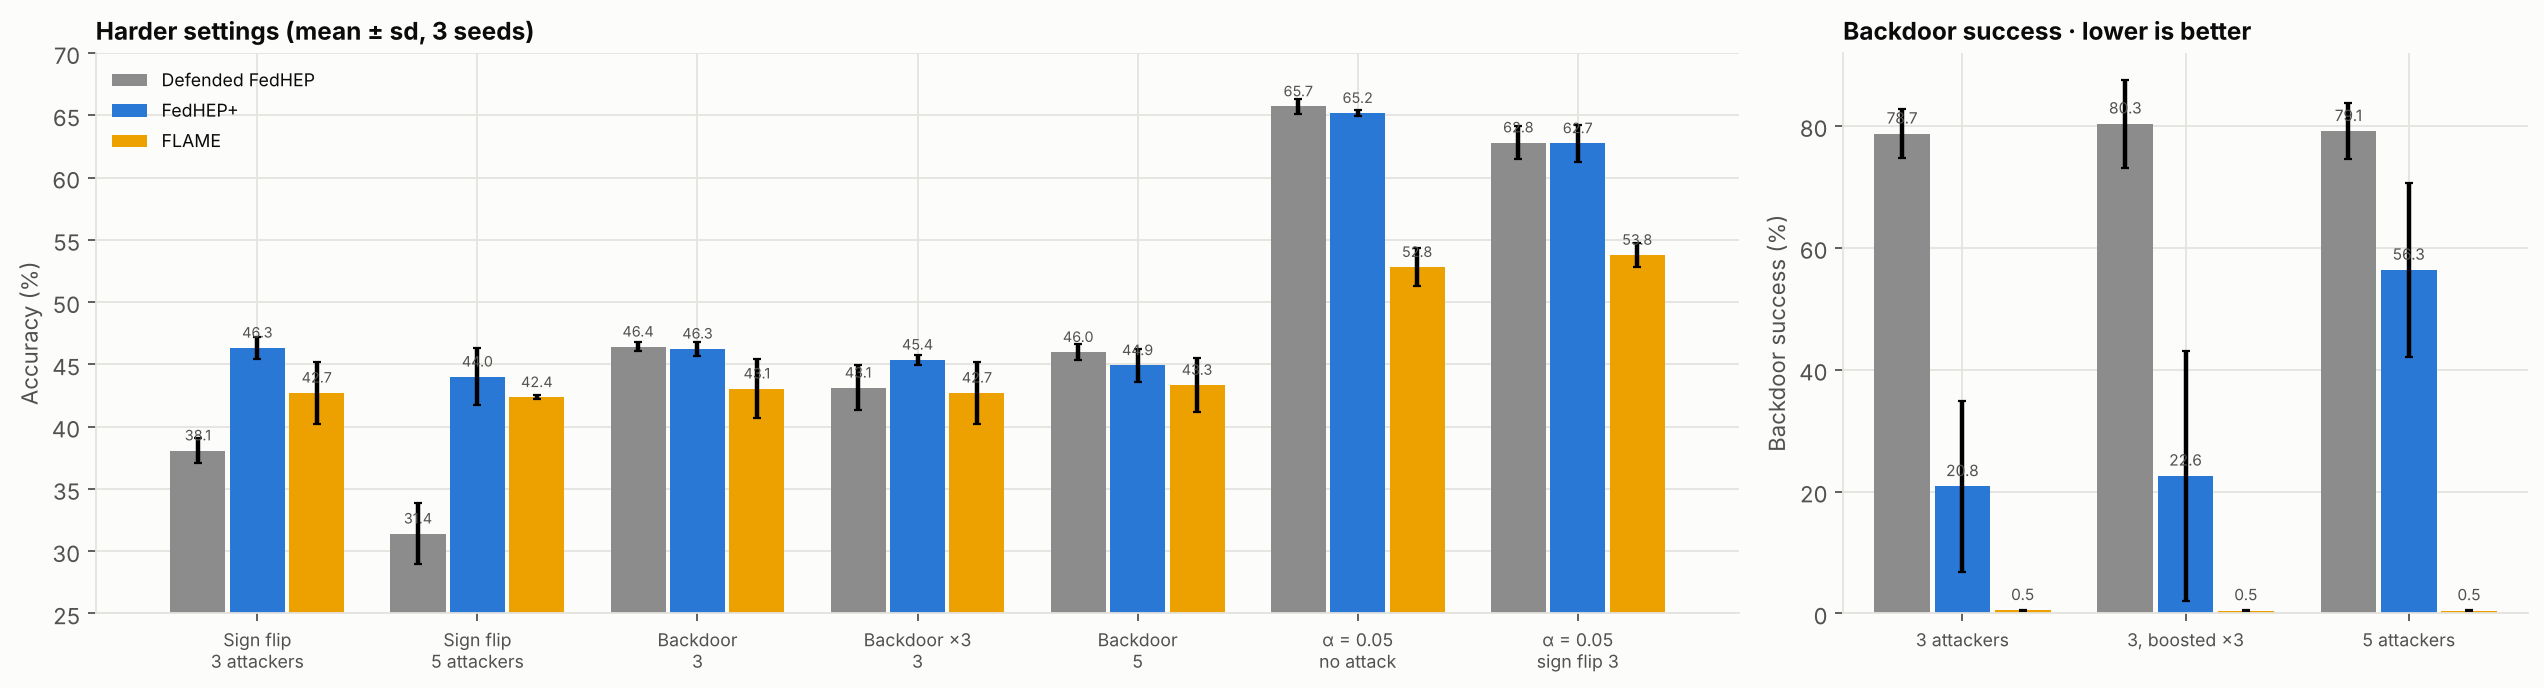 Harder settings (mean ± sd, 3 seeds)
Accuracy (%)
70
65
60
55
50
45
40
35
30
25
Defended FedHEP
FedHEP+
FLAME
38.1
46.3
42.7
31.4
44.0
42.4
46.4
46.3
43.1
43.1
45.4
42.7
46.0
44.9
43.3
65.7
65.2
52.8
62.8
62.7
53.8
Sign flip
3 attackers
Sign flip
5 attackers
Backdoor
3
Backdoor ×3
3
Backdoor
5
α = 0.05
no attack
α = 0.05
sign flip 3
Backdoor success · lower is better
Backdoor success (%)
80
60
40
20
0
78.7
20.8
0.5
80.3
22.6
0.5
79.1
56.3
0.5
3 attackers
3, boosted ×3
5 attackers